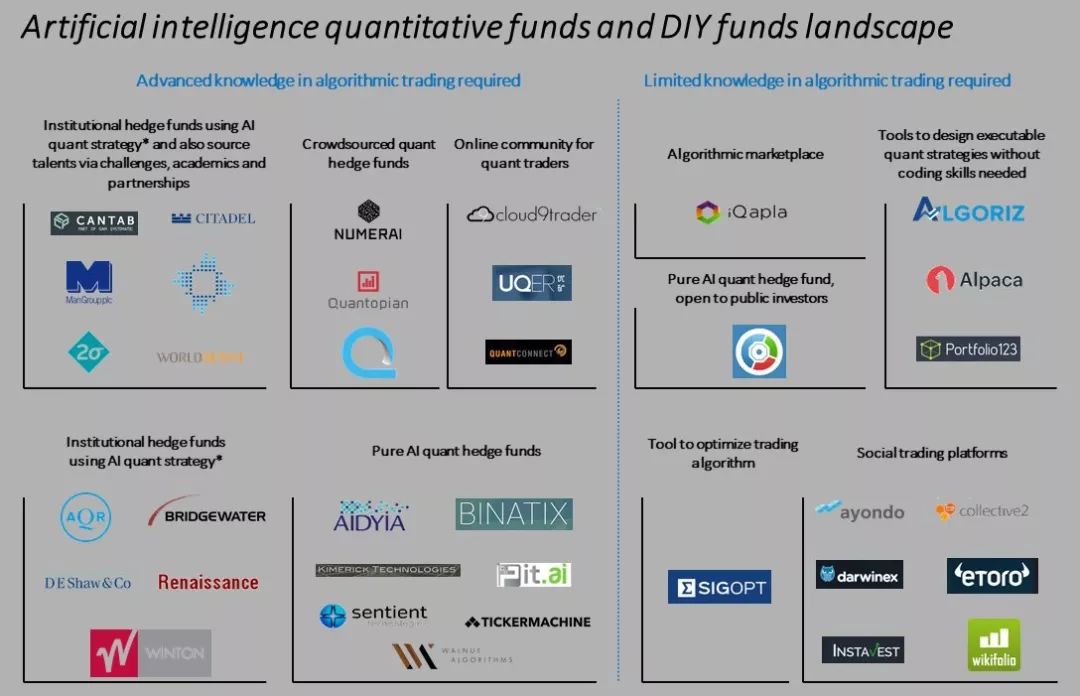 Artificial intelligence quantitative funds and DIY funds landscape
Advanced knowledge in algorithmic trading required
Limited knowledge in algorithmic trading required
Institutional hedge funds using AI
quant strategy* and also source
talents via challenges, academics and
partnerships
CANTAB
PART OF GAM SYSTEMATIC
CITADEL
ManGroupplc
2σ
WORLD
Crowdsourced quant
hedge funds
NUMERAI
Quantopian
Online community for
quant traders
cloud9trader
UQER
QUANTCONNECT
Algorithmic marketplace
iQapla
Pure AI quant hedge fund,
open to public investors
Tools to design executable
quant strategies without
coding skills needed
ALGORIZ
Alpaca
Portfolio123
Institutional hedge funds
using AI quant strategy*
AQR
BRIDGEWATER
DE Shaw & Co
Renaissance
W WINTON
Pure AI quant hedge funds
AIDYIA
BINATIX
KIMERICK TECHNOLOGIES
Pit.ai
sentient
technologies
TICKERMACHINE
WALNUS
ALGORITHMS
Tool to optimize trading
algorithm
Σ SIGOPT
Social trading platforms
ayondo
collective2
darwinex
'etoro'
INSTAVEST
wikifolio